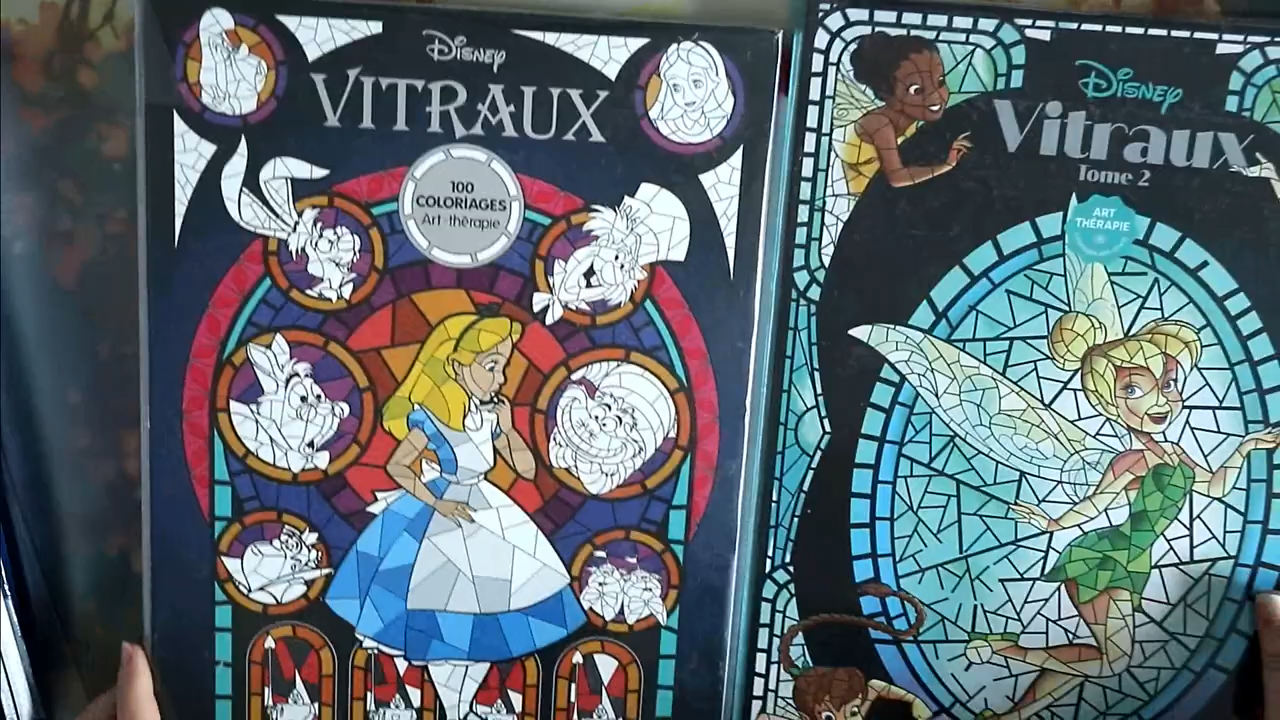 Disney
VITRAUX
100
COLORIAGES
Art-thérapie
Disney
Vitraux
Tome 2
ART
THÉRAPIE